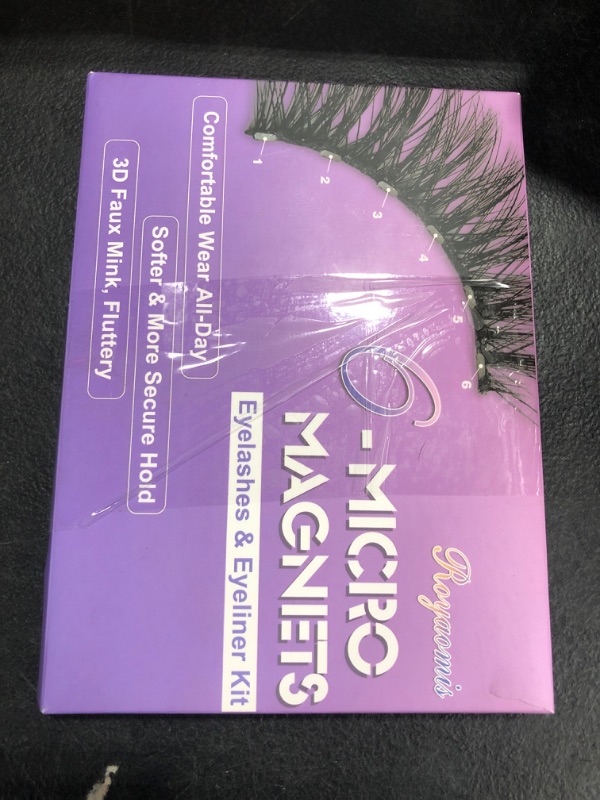 Royaomis
6-MICRO
MAGNETS
Eyelashes & Eyeliner Kit
Comfortable Wear All-Day
Softer & More Secure Hold
3D Faux Mink, Fluttery
1
2
3
4
5
6